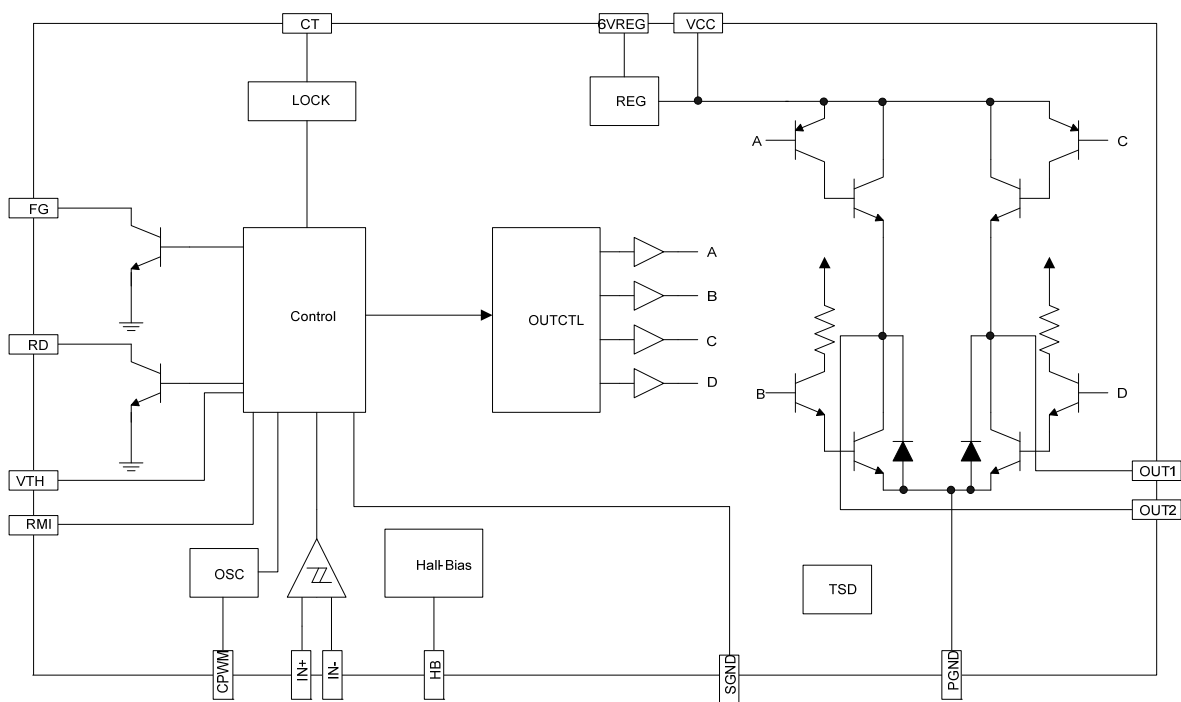 CT
6VREG
VCC
LOCK
REG
A
C
FG
Control
OUTCTL
A
B
C
D
RD
B
D
VTH
RMI
OUT1
OUT2
OSC
Hall-Bias
TSD
CPWM
IN+
IN-
HB
SGND
PGND